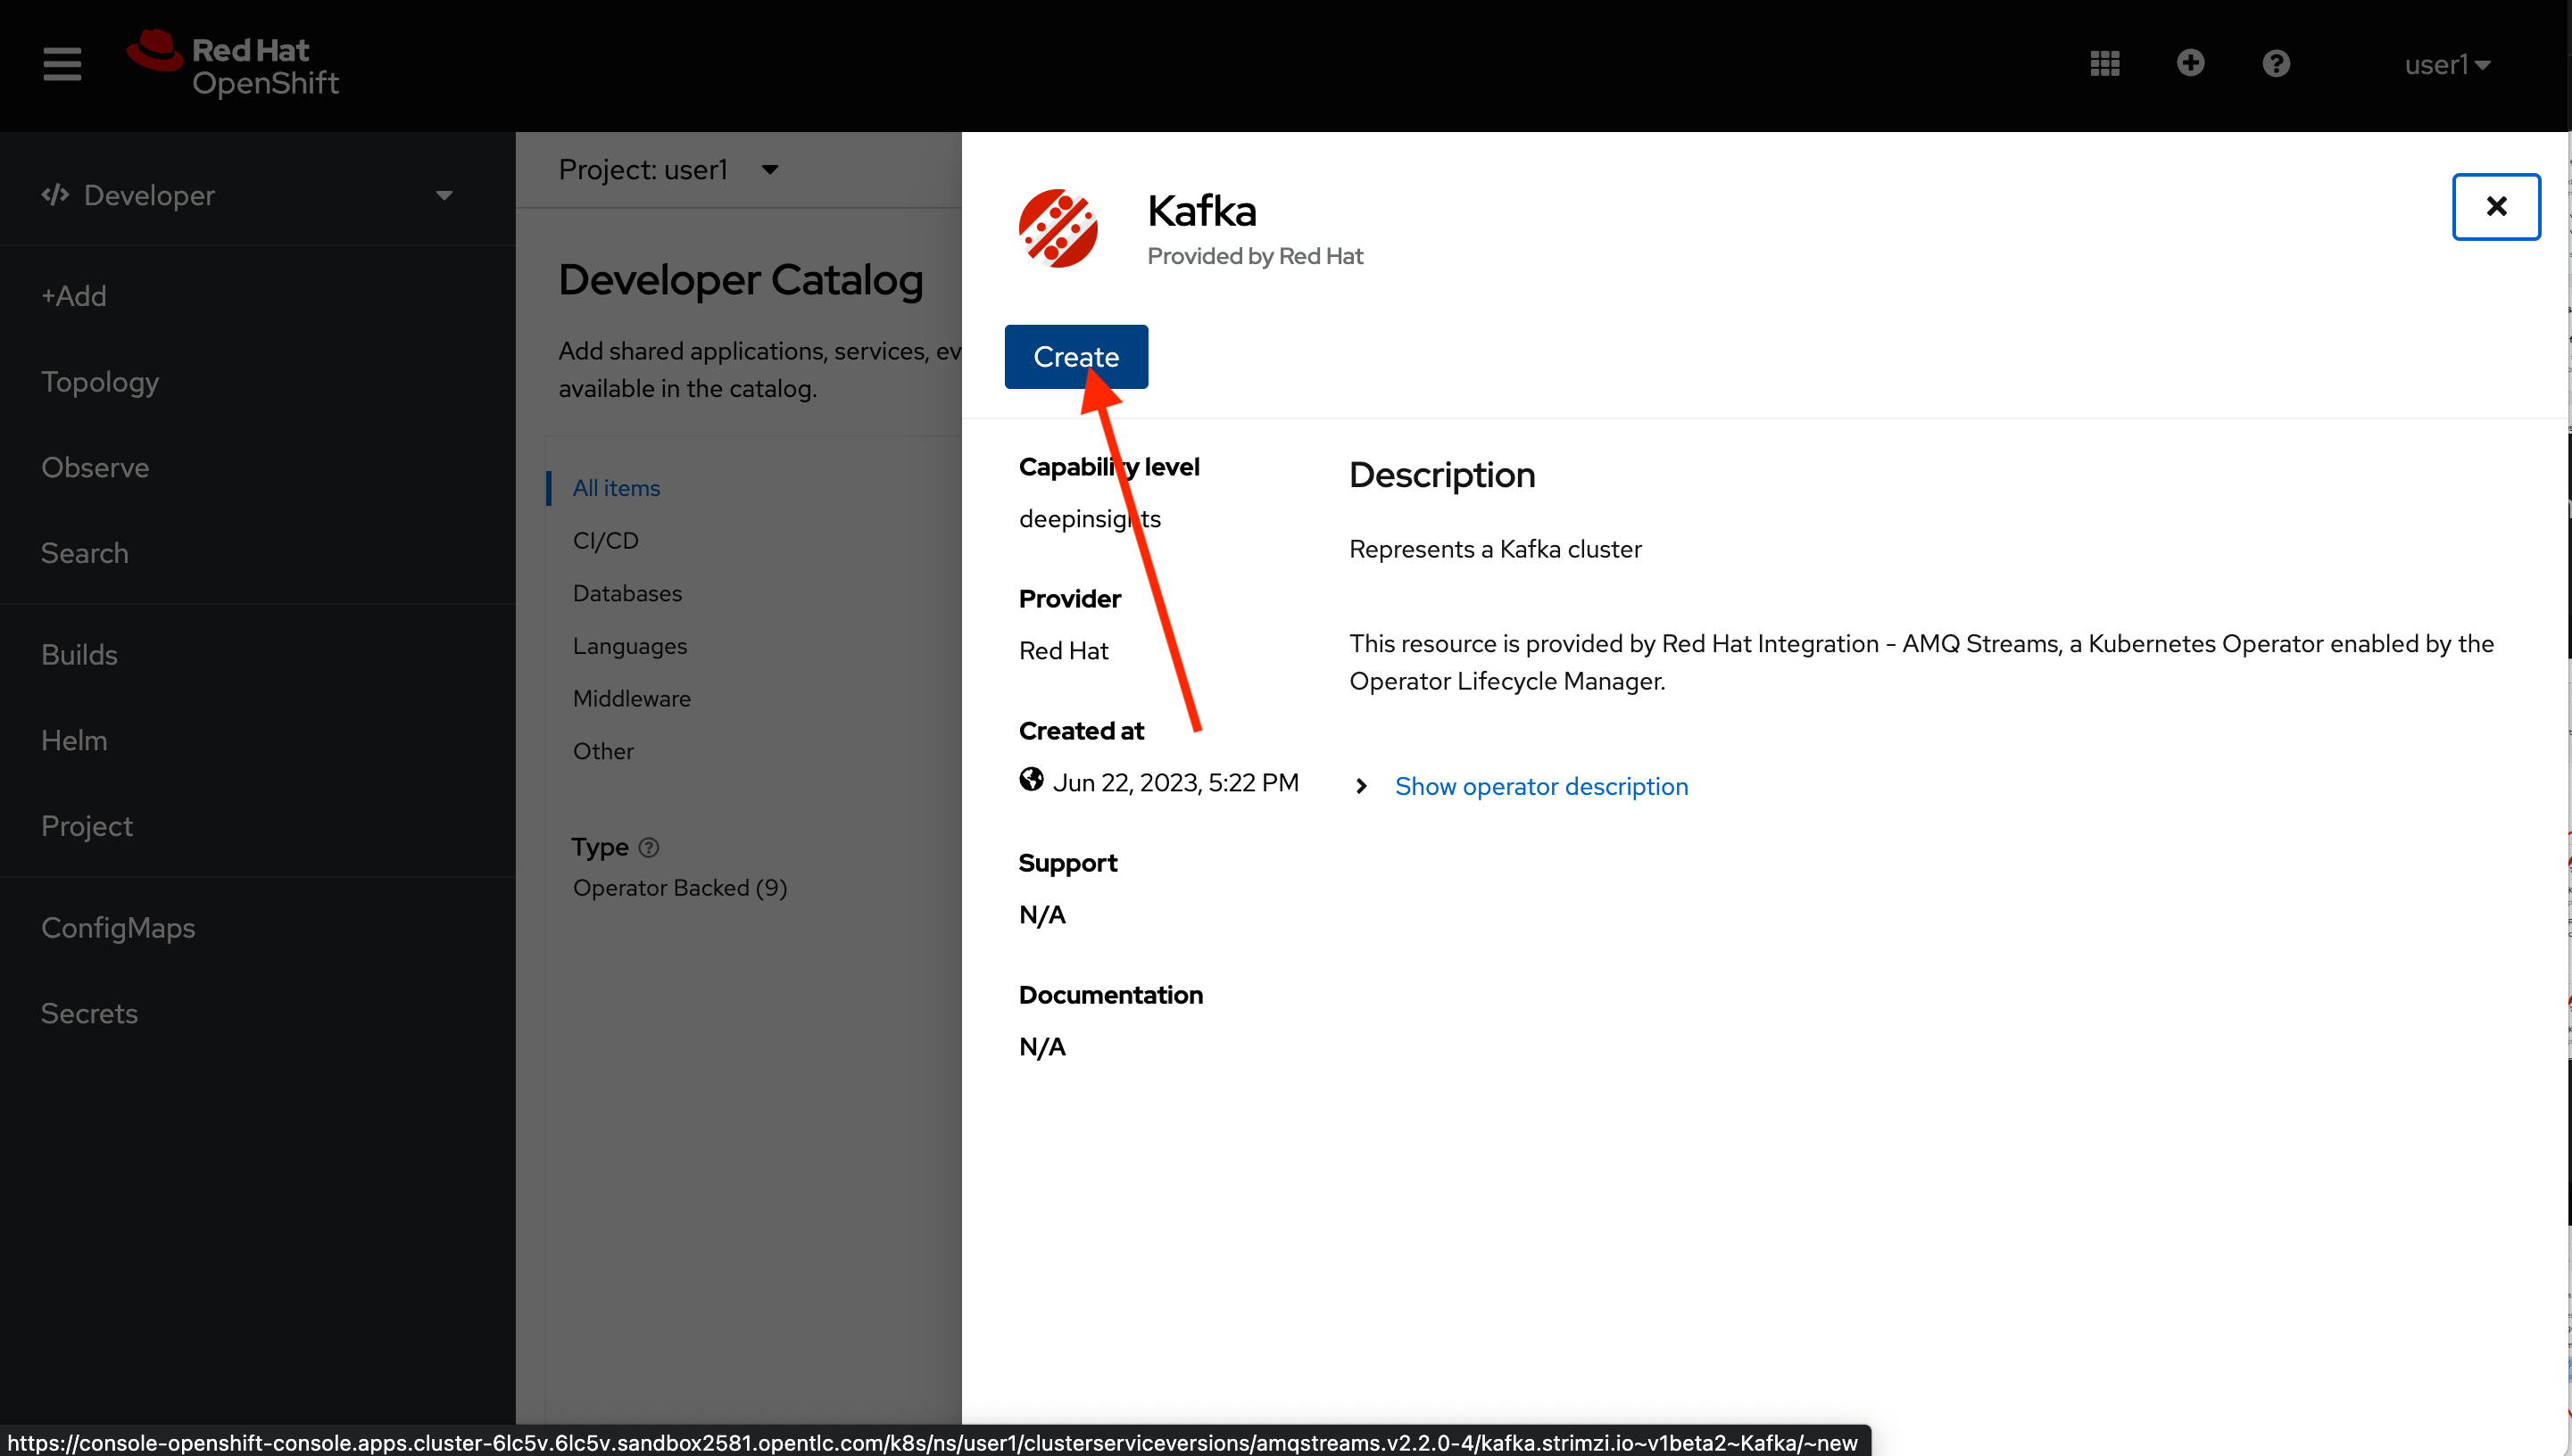 Red Hat
OpenShift
user1
Developer
+Add
Topology
Observe
Search
Builds
Helm
Project
ConfigMaps
Secrets
Project: user1
Developer Catalog
Add shared applications, services, ev
available in the catalog.
All items
CI/CD
Databases
Languages
Middleware
Other
Type
Operator Backed (9)
Kafka
Provided by Red Hat
Create
Capability level
deepinsights
Provider
Red Hat
Created at
Jun 22, 2023, 5:22 PM
Support
N/A
Documentation
N/A
Description
Represents a Kafka cluster
This resource is provided by Red Hat Integration - AMQ Streams, a Kubernetes Operator enabled by the
Operator Lifecycle Manager.
Show operator description
https://console-openshift-console.apps.cluster-6lc5v.6lc5v.sandbox2581.opentlc.com/k8s/ns/user1/clusterserviceversions/amqstreams.v2.2.0-4/kafka.strimzi.io~v1beta2~Kafka/~new